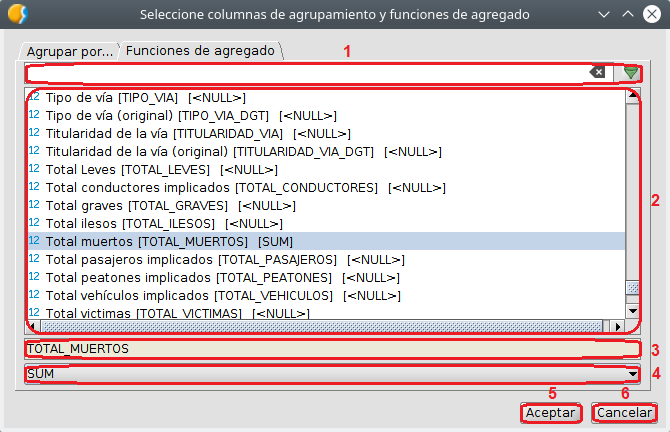 Seleccione columnas de agrupamiento y funciones de agregado
Agrupar por... Funciones de agregado 1
12 Tipo de vía [TIPO_VIA] [<NULL>]
12 Tipo de vía (original) [TIPO_VIA_DGT] [<NULL>]
12 Titularidad de la vía [TITULARIDAD_VIA] [<NULL>]
12 Titularidad de la vía (original) [TITULARIDAD_VIA_DGT] [<NULL>]
12 Total Leves [TOTAL_LEVES] [<NULL>]
12 Total conductores implicados [TOTAL_CONDUCTORES] [<NULL>]
12 Total graves [TOTAL_GRAVES] [<NULL>]
2
12 Total ilesos [TOTAL_ILESOS] [<NULL>]
12 Total muertos [TOTAL_MUERTOS] [SUM]
12 Total pasajeros implicados [TOTAL_PASAJEROS] [<NULL>]
12 Total peatones implicados [TOTAL_PEATONES] [<NULL>]
12 Total vehículos implicados [TOTAL_VEHICULOS] [<NULL>]
12 Total victimas [TOTAL_VICTIMAS] [<NULL>]
TOTAL_MUERTOS 3
SUM 4
5 6
Aceptar Cancelar